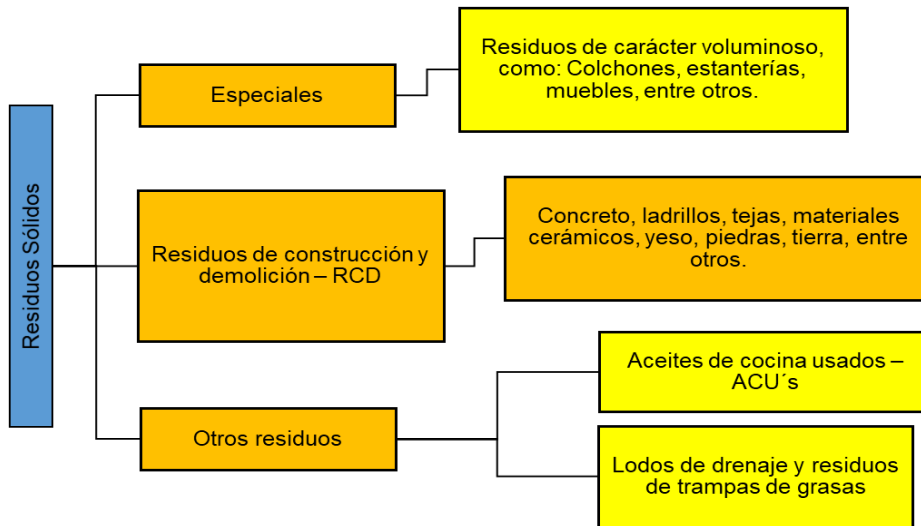 Residuos Sólidos
Especiales
Residuos de carácter voluminoso,
como: Colchones, estanterías,
muebles, entre otros.
Residuos de construcción y
demolición – RCD
Concreto, ladrillos, tejas, materiales
cerámicos, yeso, piedras, tierra, entre
otros.
Otros residuos
Aceites de cocina usados –
ACU´s
Lodos de drenaje y residuos
de trampas de grasas